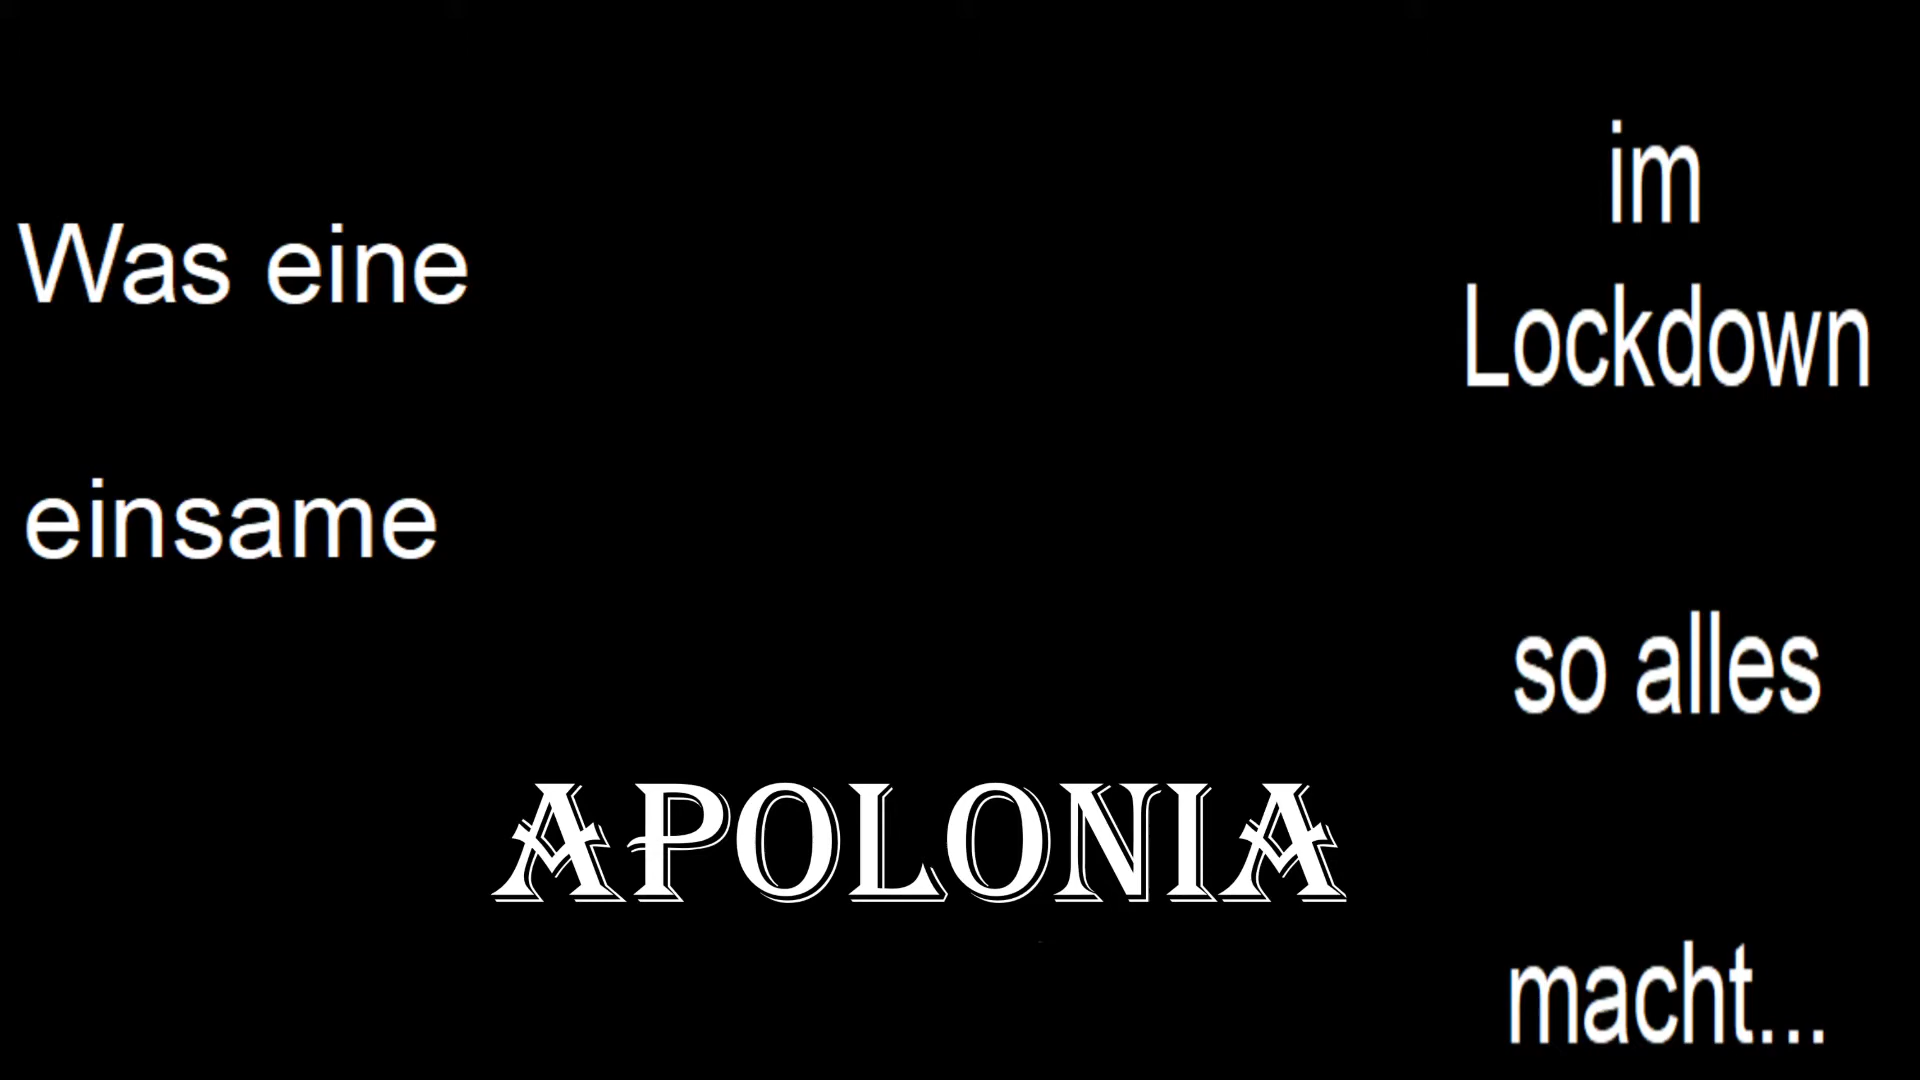 Was eine
einsame
APOLONIA
im
Lockdown
so alles
macht...